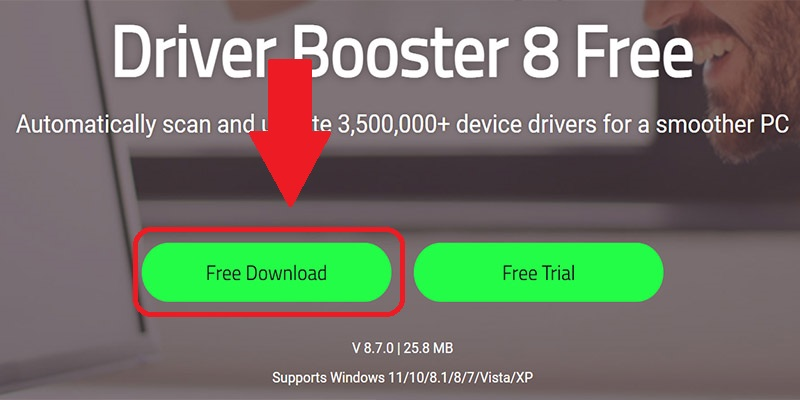 Driver Booster 8 Free
Automatically scan and update 3,500,000+ device drivers for a smoother PC
Free Download
Free Trial
V 8.7.0 | 25.8 MB
Supports Windows 11/10/8.1/8/7/Vista/XP